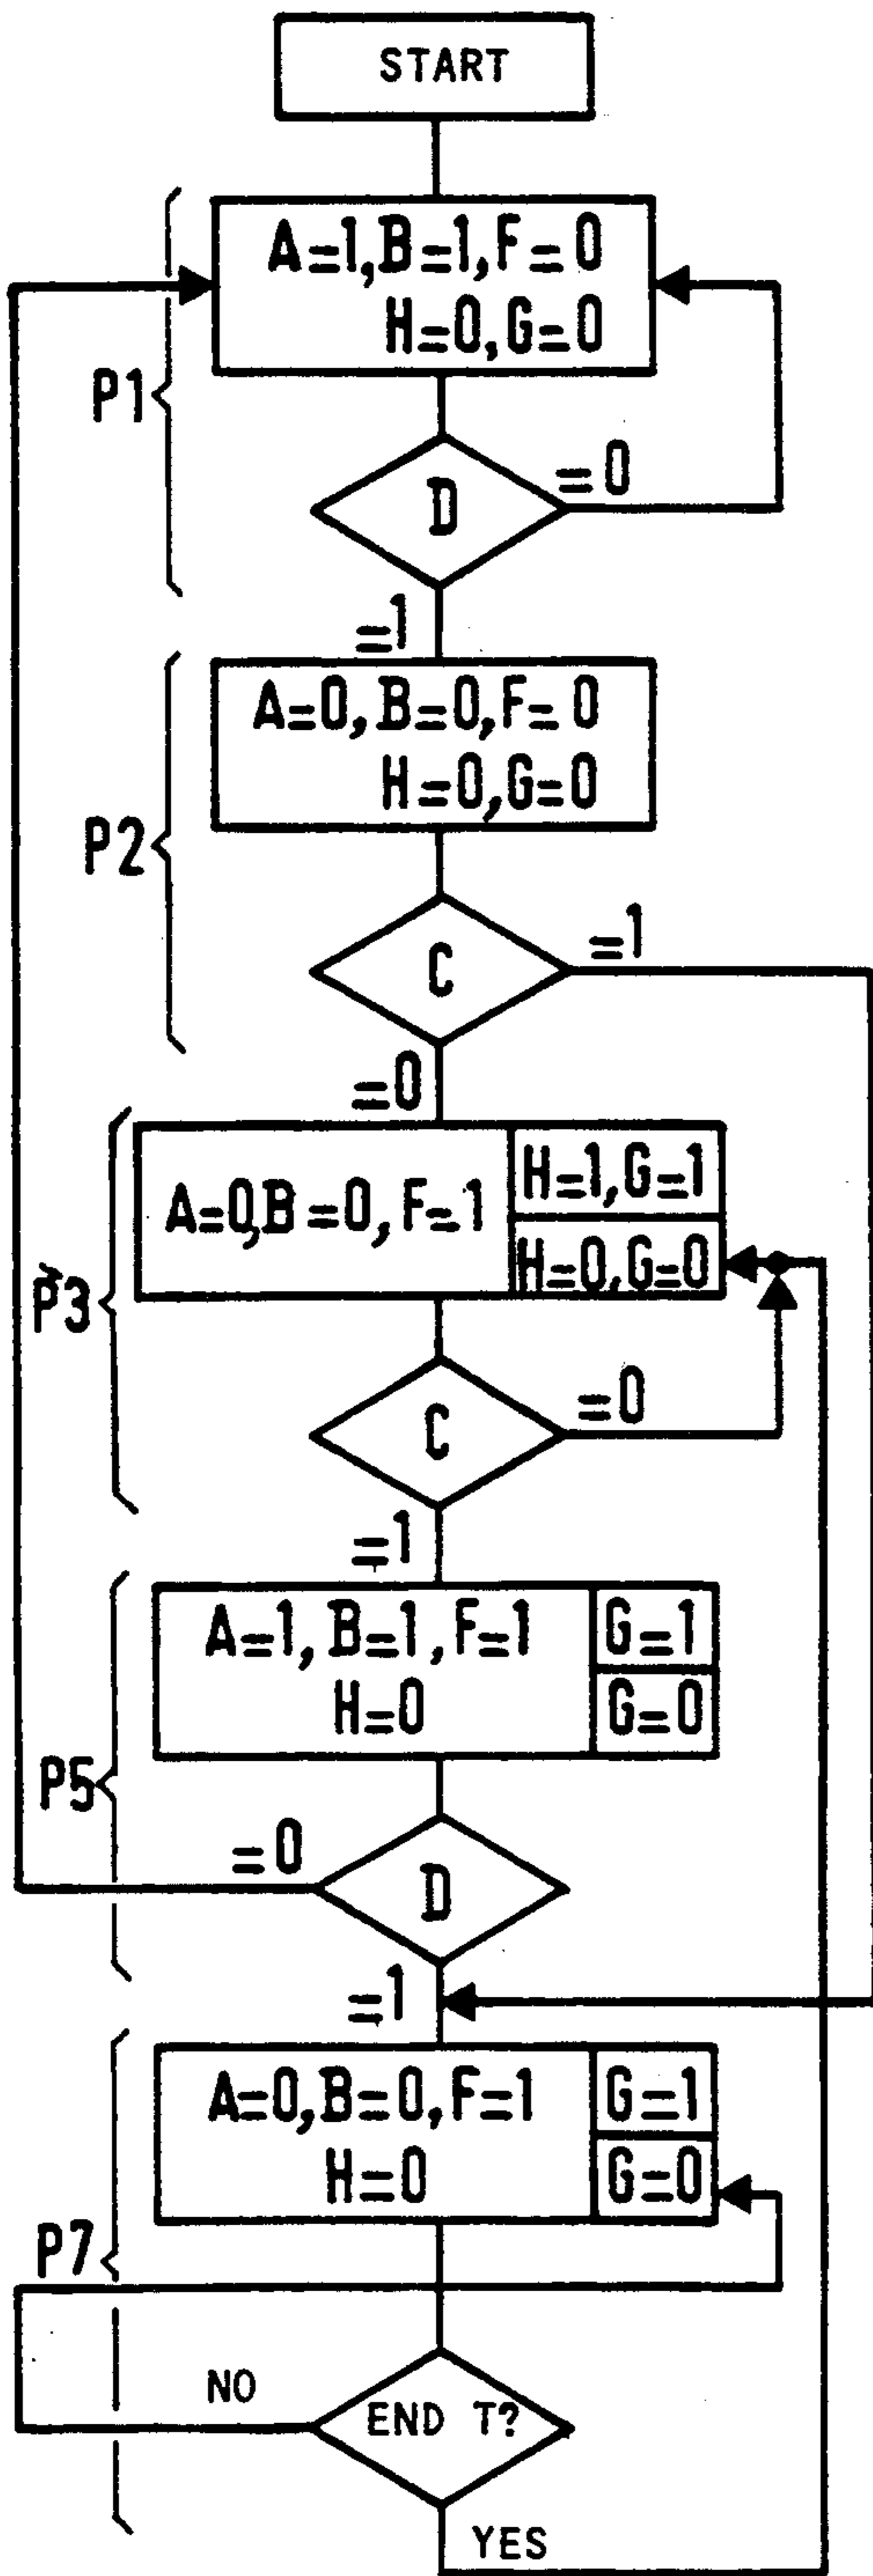 START
A=1,B=1,F=0
H=0,G=0
P1
D
=0
=1
A=0,B=0,F=0
H=0,G=0
P2
C
=1
=0
A=0,B=0,F=1
H=1,G=1
H=0,G=0
P3
C
=0
=1
A=1,B=1,F=1
H=0
G=1
G=0
P5
=0
D
=1
A=0,B=0,F=1
H=0
G=1
G=0
P7
NO
END T?
YES